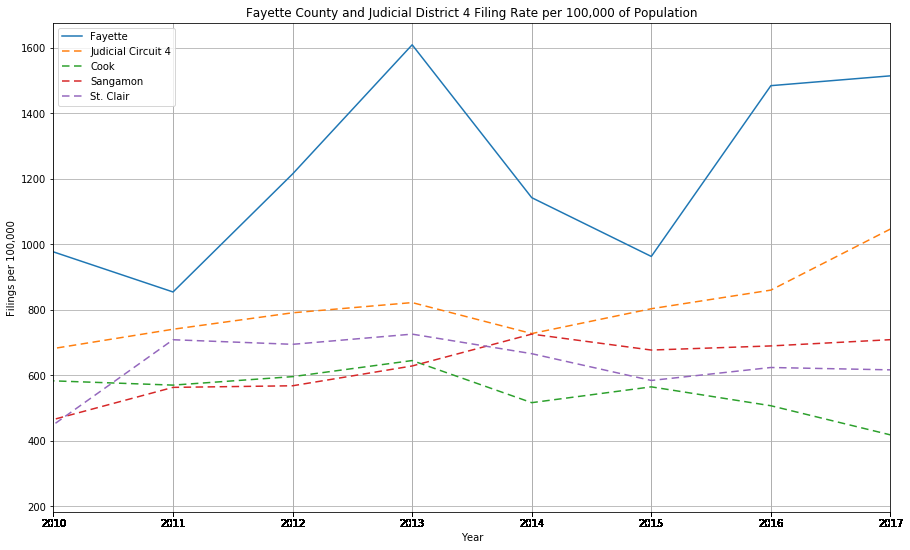 Fayette County and Judicial District 4 Filing Rate per 100,000 of Population
Fayette
Judicial Circuit 4
Cook
Sangamon
St. Clair
1600
1400
1200
1000
800
600
400
200
Filings per 100,000
2010 2011 2012 2013 2014 2015 2016 2017
Year